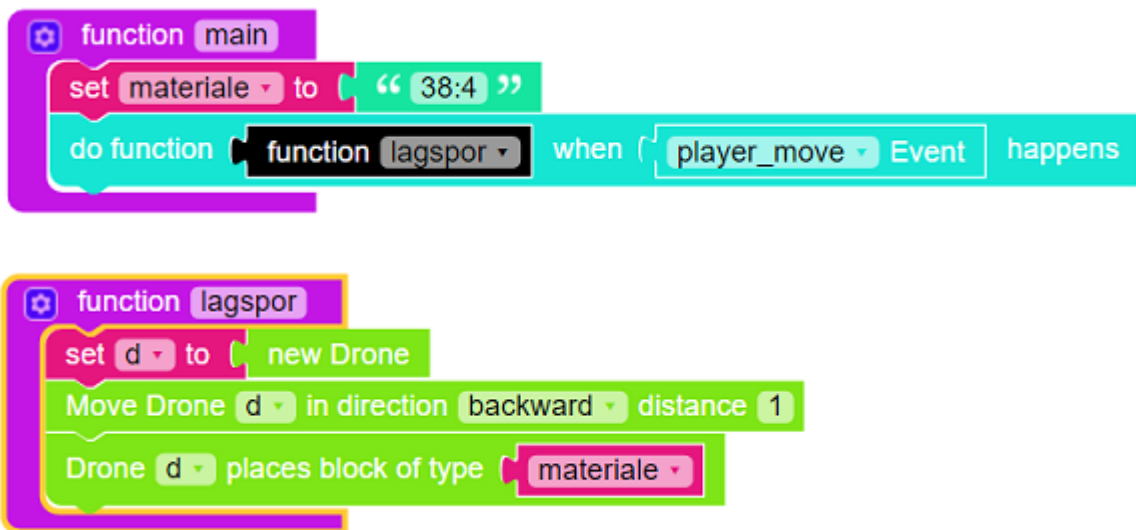 function main
set materiale to “ 38:4 ”
do function function lagspor when player_move Event happens
function lagspor
set d to new Drone
Move Drone d in direction backward distance 1
Drone d places block of type materiale